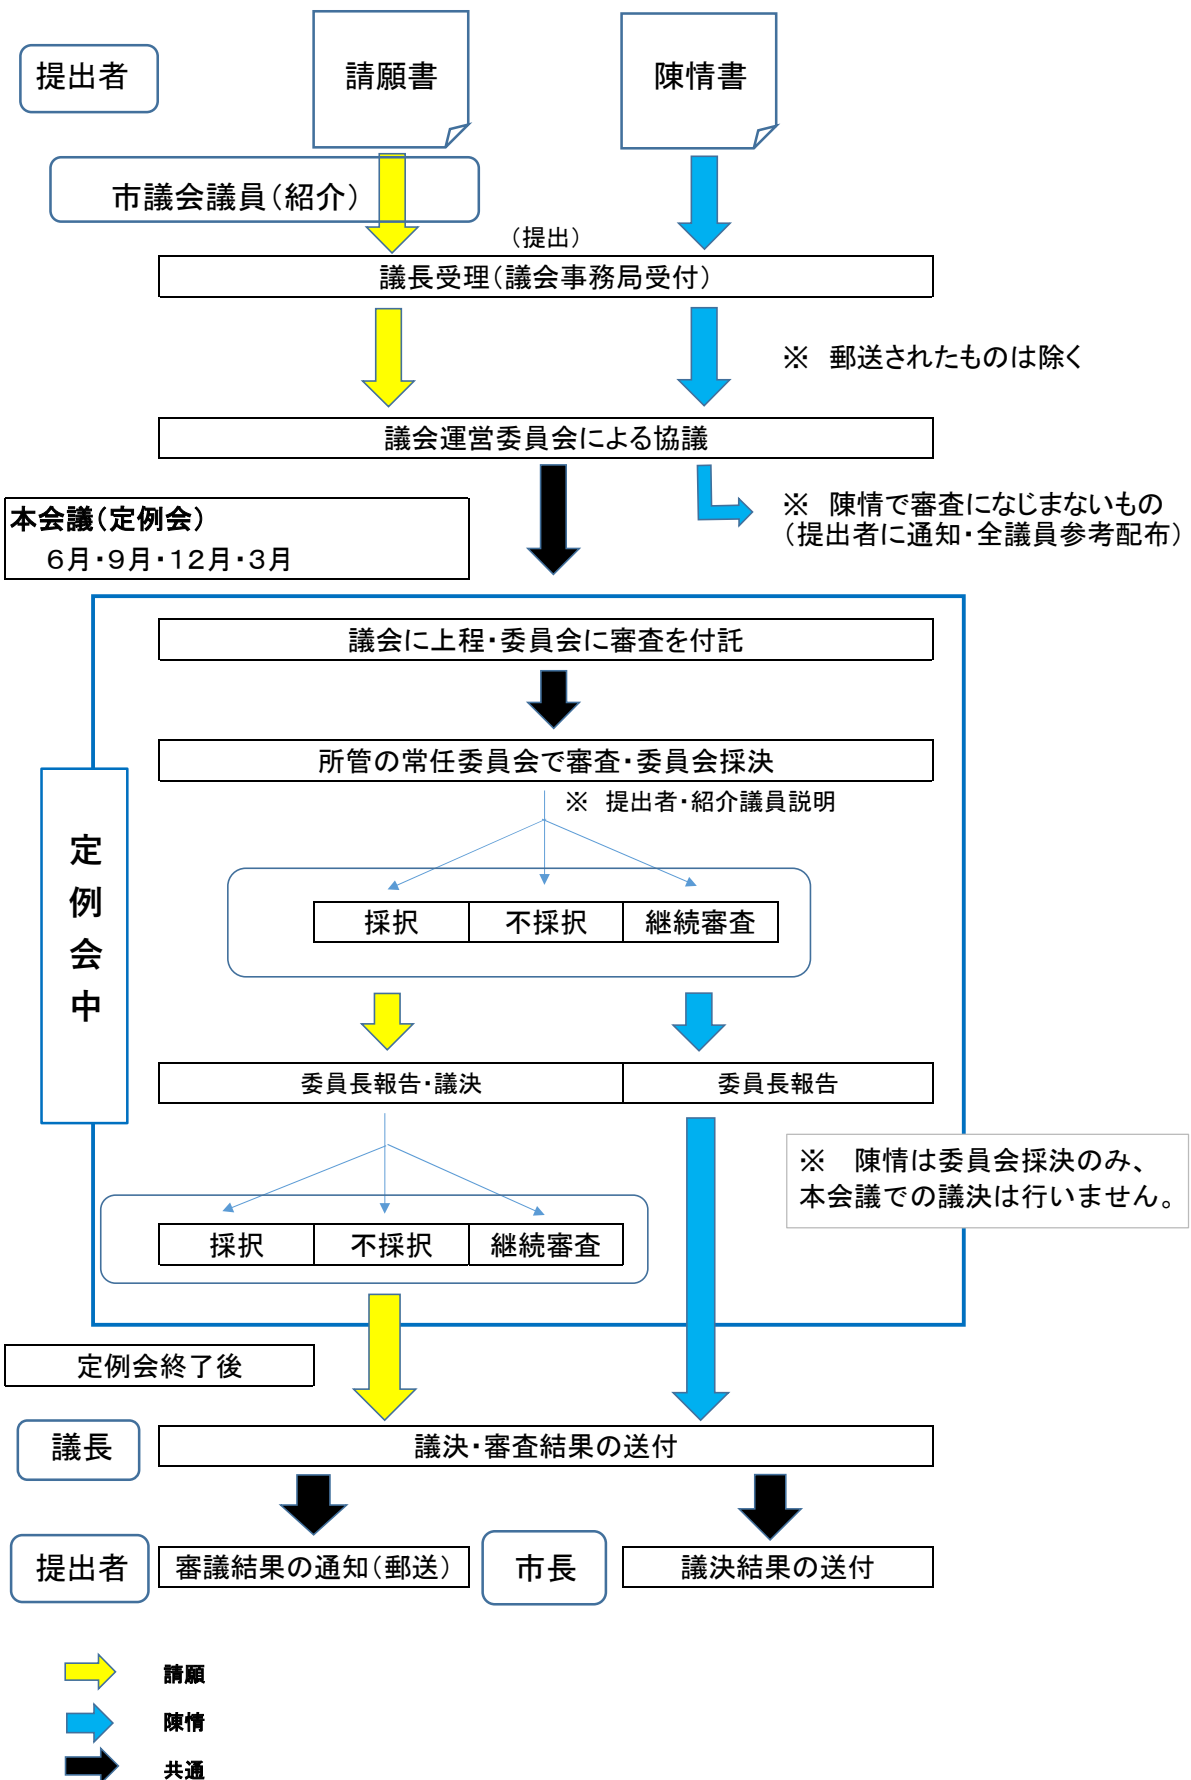 提出者
請願書
陳情書
市議会議員（紹介）
（提出）
議長受理（議会事務局受付）
※　郵送されたものは除く
議会運営委員会による協議
※　陳情で審査になじまないもの
（提出者に通知・全議員参考配布）
本会議（定例会）
６月・９月・１２月・３月
議会に上程・委員会に審査を付託
所管の常任委員会で審査・委員会採決
※　提出者・紹介議員説明
定例会中
採択　不採択　継続審査
委員長報告・議決　委員長報告
※　陳情は委員会採決のみ、
本会議での議決は行いません。
採択　不採択　継続審査
定例会終了後
議長
議決・審査結果の送付
提出者
審議結果の通知（郵送）
市長
議決結果の送付
請願
陳情
共通